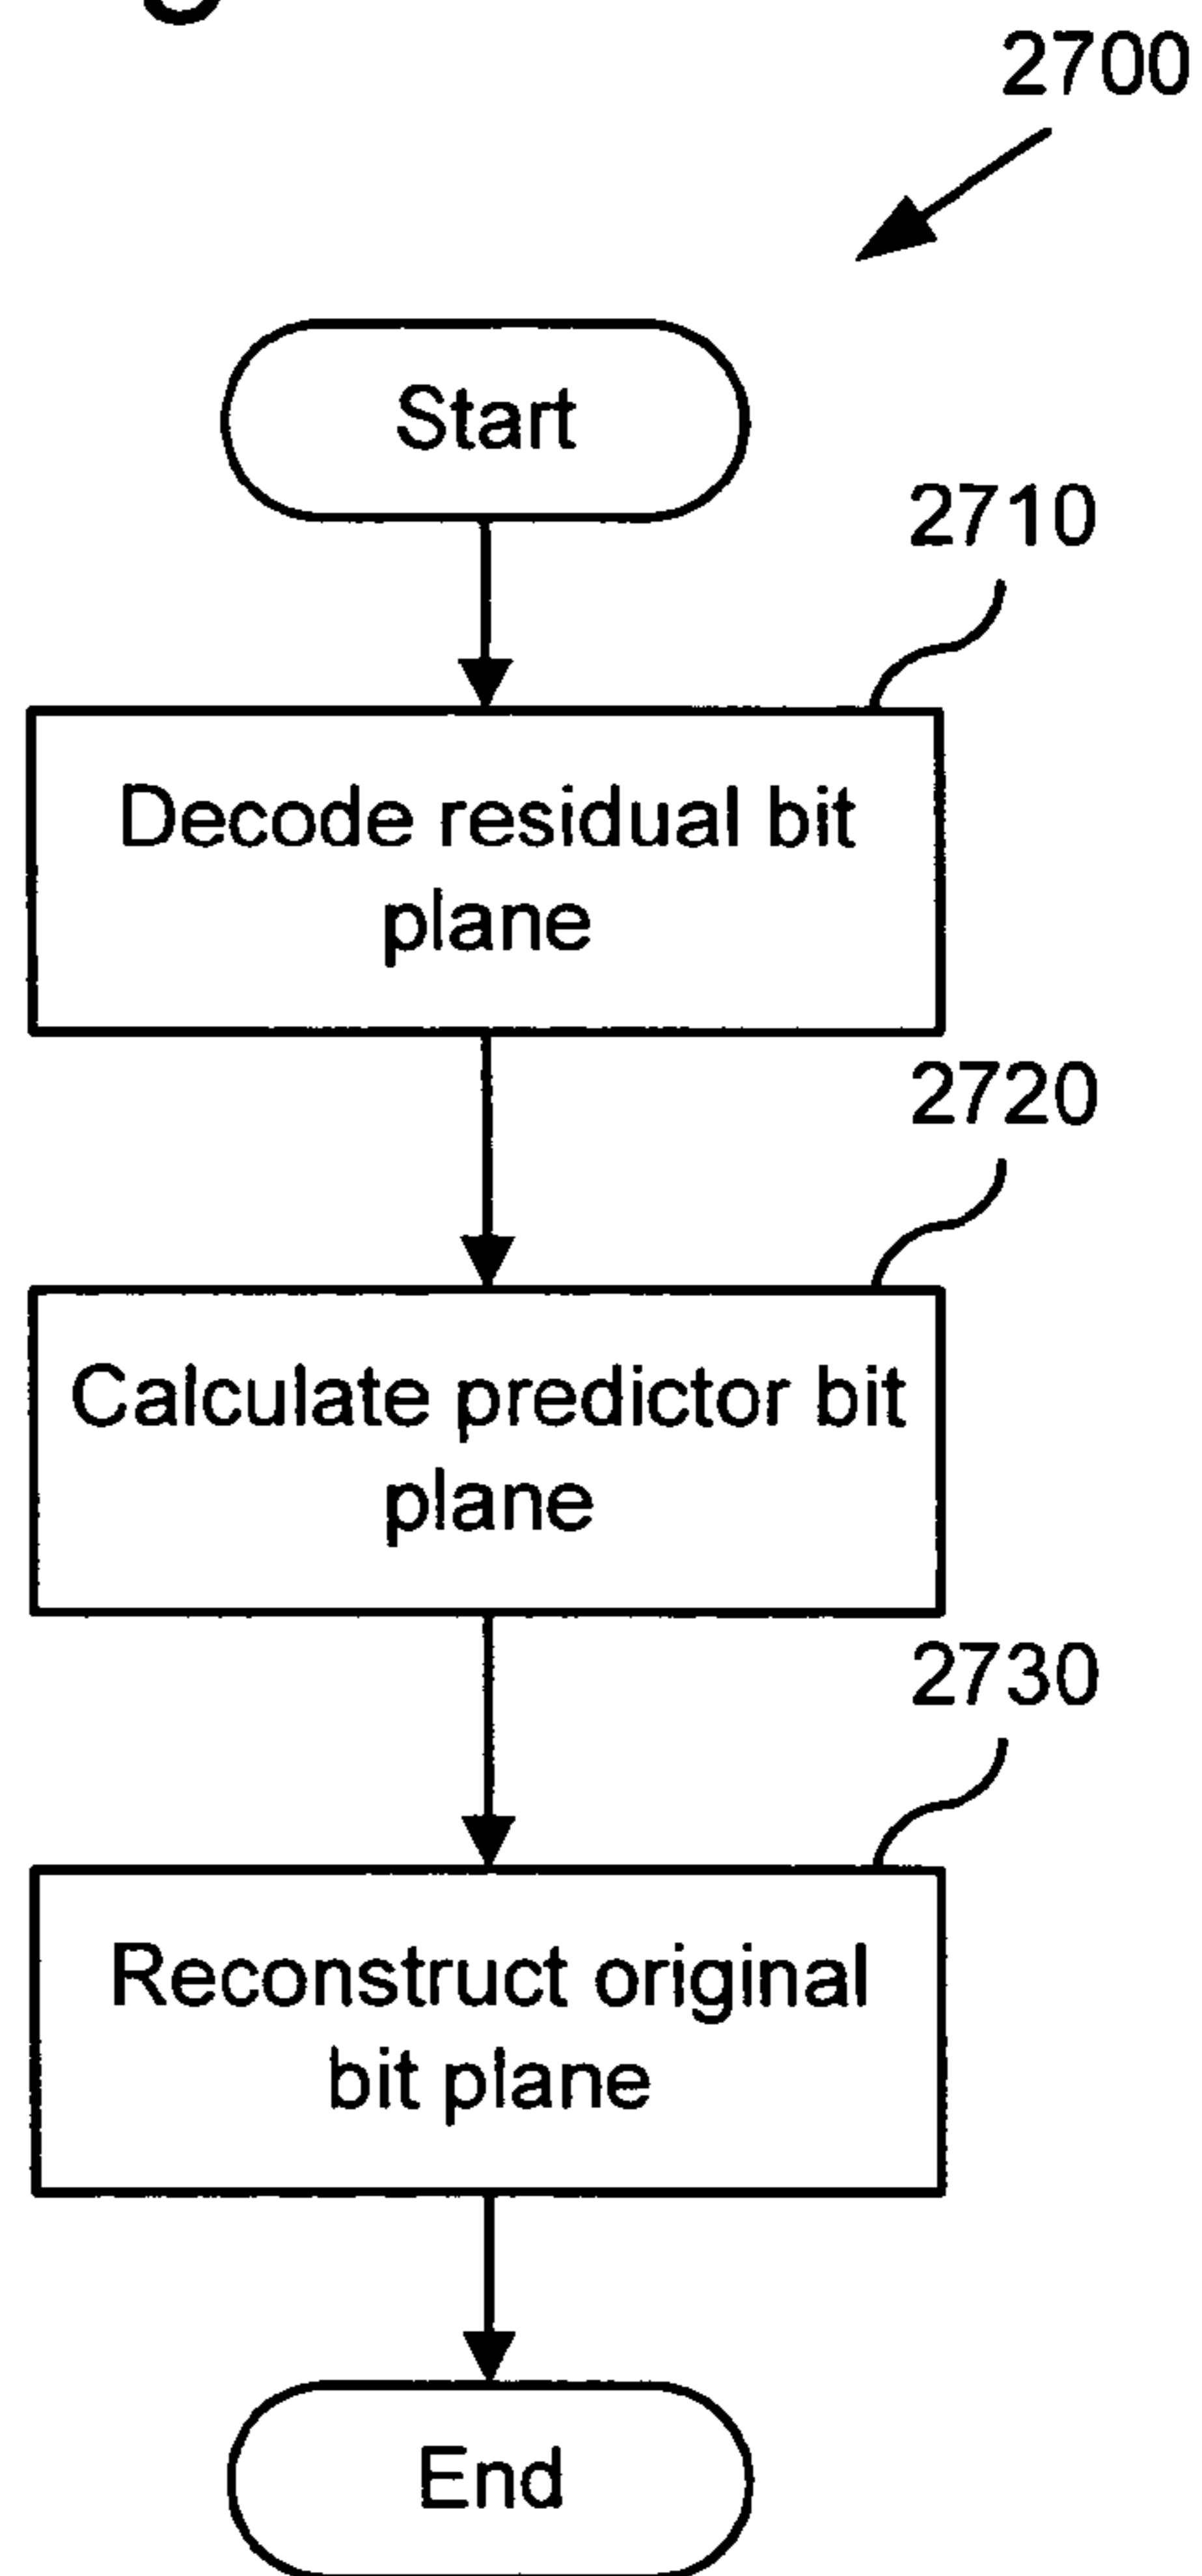 2700
Start
2710
Decode residual bit
plane
2720
Calculate predictor bit
plane
2730
Reconstruct original
bit plane
End